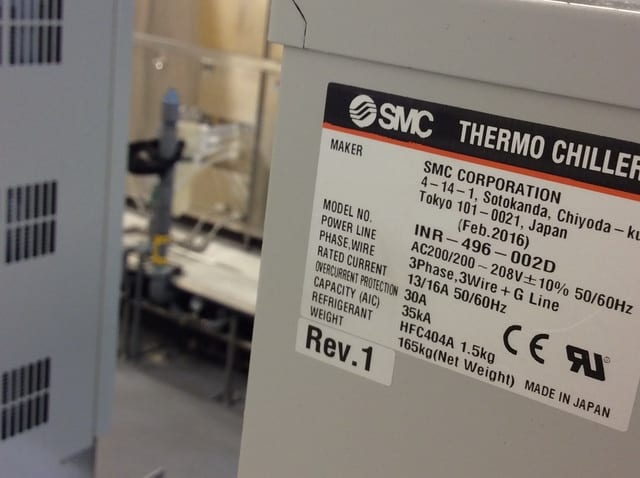 SMC THERMO CHILLER
MAKER SMC CORPORATION
4-14-1, Sotokanda, Chiyoda-ku
Tokyo 101-0021, Japan
(Feb.2016)
MODEL NO. INR-496-002D
POWER LINE AC200/200-208V±10% 50/60Hz
PHASE,WIRE 3Phase,3Wire+G Line
RATED CURRENT 13/16A 50/60Hz
OVERCURRENT PROTECTION 30A
CAPACITY (AIC) 35kA
REFRIGERANT HFC404A 1.5kg
WEIGHT 165kg(Net Weight)
CE RU
MADE IN JAPAN
Rev.1